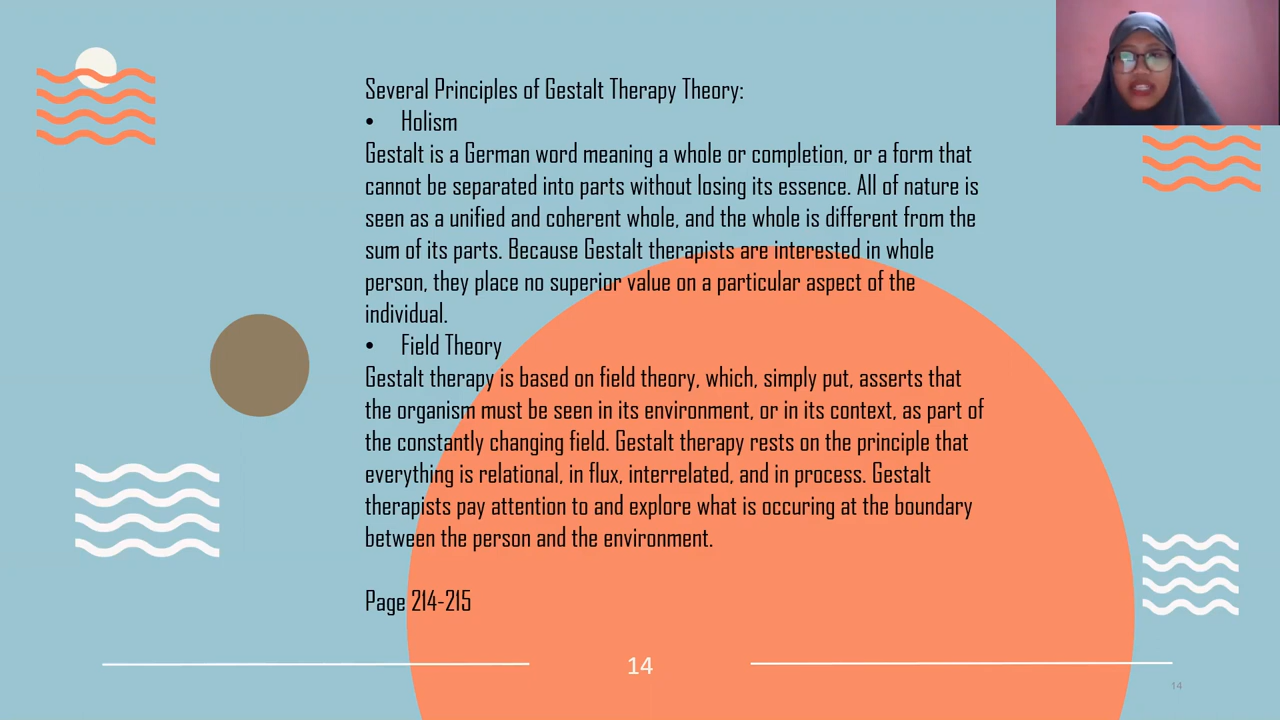 Several Principles of Gestalt Therapy Theory:
• Holism
Gestalt is a German word meaning a whole or completion, or a form that
cannot be separated into parts without losing its essence. All of nature is
seen as a unified and coherent whole, and the whole is different from the
sum of its parts. Because Gestalt therapists are interested in whole
person, they place no superior value on a particular aspect of the
individual.
• Field Theory
Gestalt therapy is based on field theory, which, simply put, asserts that
the organism must be seen in its environment, or in its context, as part of
the constantly changing field. Gestalt therapy rests on the principle that
everything is relational, in flux, interrelated, and in process. Gestalt
therapists pay attention to and explore what is occuring at the boundary
between the person and the environment.
Page 214-215
14
14